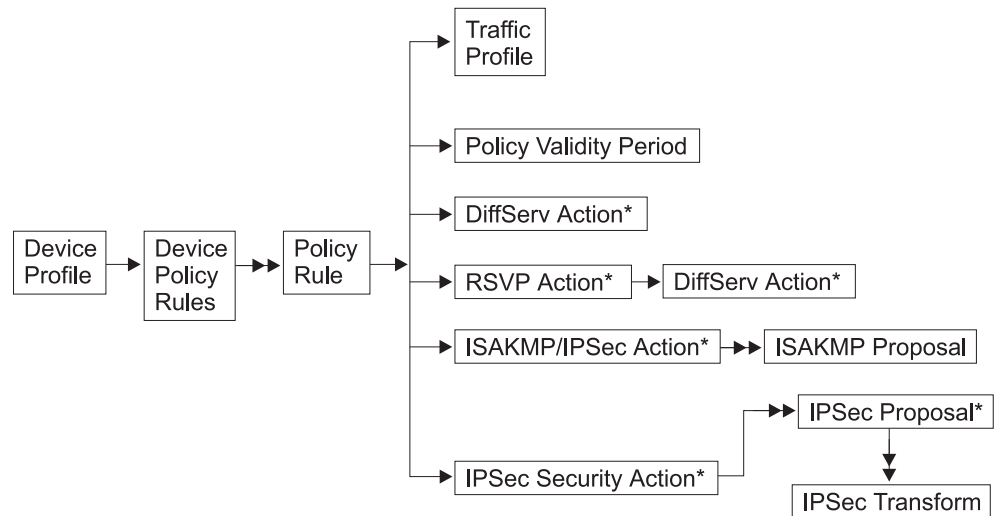 Traffic
Profile
Policy Validity Period
DiffServ Action*
Device
Profile
Device
Policy
Rules
Policy
Rule
RSVP Action*
DiffServ Action*
ISAKMP/IPSec Action*
ISAKMP Proposal
IPSec Proposal*
IPSec Security Action*
IPSec Transform